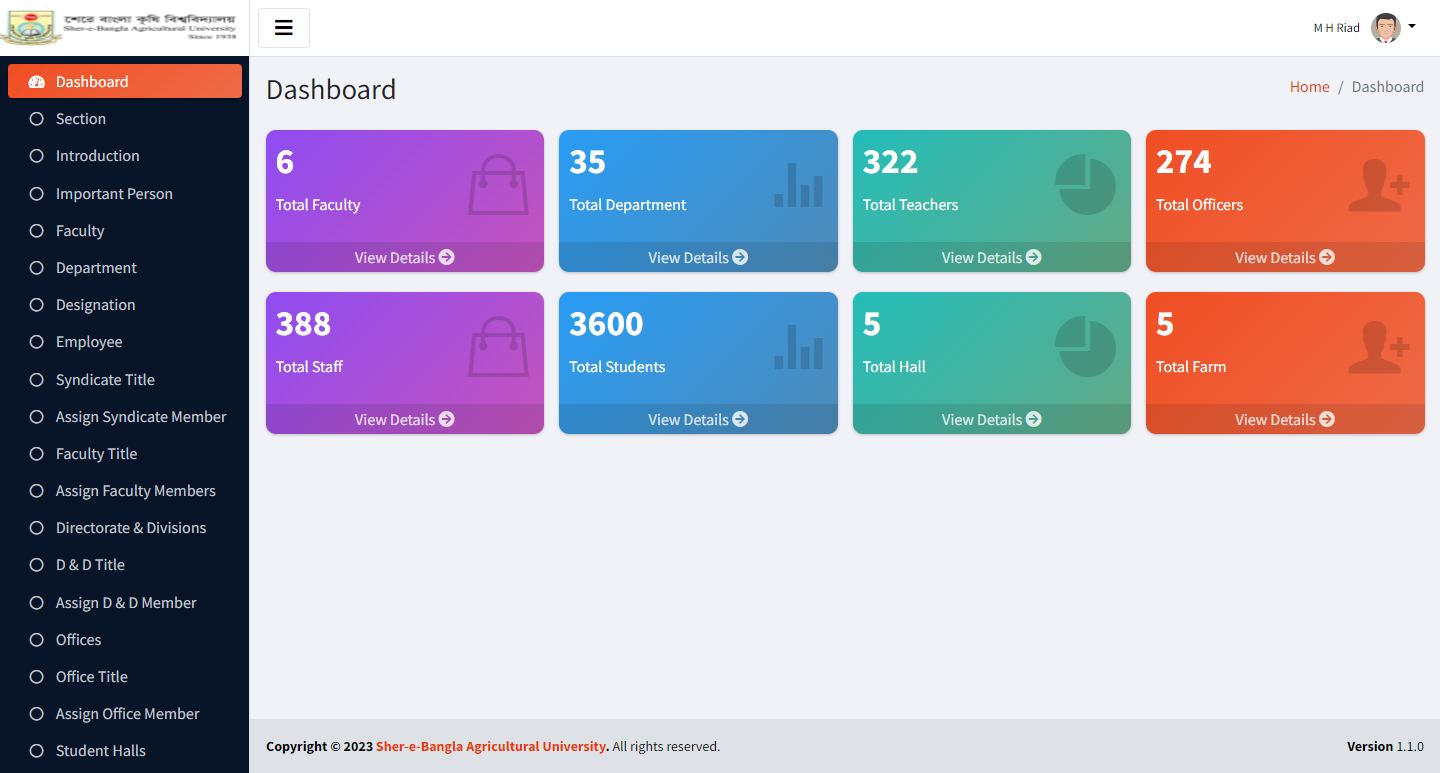 শেরে বাংলা কৃষি বিশ্ববিদ্যালয়
Sher-e-Bangla Agricultural University
Since 1938
M H Riad
Dashboard
Section
Introduction
Important Person
Faculty
Department
Designation
Employee
Syndicate Title
Assign Syndicate Member
Faculty Title
Assign Faculty Members
Directorate & Divisions
D & D Title
Assign D & D Member
Offices
Office Title
Assign Office Member
Student Halls
Dashboard
Home / Dashboard
6
Total Faculty
View Details
35
Total Department
View Details
322
Total Teachers
View Details
274
Total Officers
View Details
388
Total Staff
View Details
3600
Total Students
View Details
5
Total Hall
View Details
5
Total Farm
View Details
Copyright © 2023 Sher-e-Bangla Agricultural University. All rights reserved.
Version 1.1.0